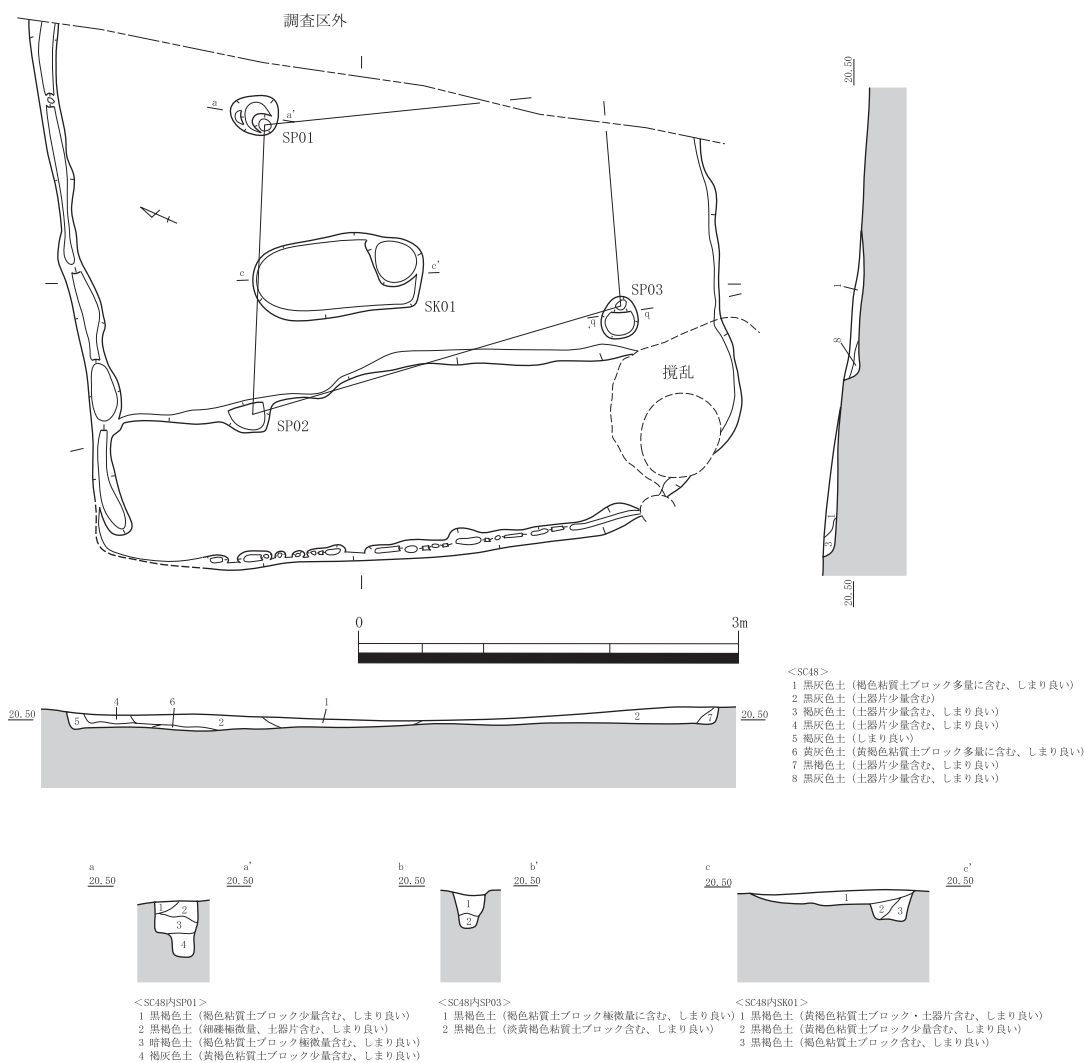 調査区外
20.50
a
a'
SP01
c
c'
SK01
SP03
b
b'
1
8
攪乱
SP02
1
3
20.50
0
3m
<SC48>
1 黒灰色土（褐色粘質土ブロック多量に含む、しまり良い）
2 黒灰色土（土器片少量含む）
3 褐灰色土（土器片少量含む、しまり良い）
4 黒灰色土（土器片少量含む、しまり良い）
5 褐灰色土（しまり良い）
6 黄灰色土（黄褐色粘質土ブロック多量に含む、しまり良い）
7 黒褐色土（土器片少量含む、しまり良い）
8 黒灰色土（土器片少量含む、しまり良い）
20.50
5
4
6
2
1
2
7
20.50
a
20.50
a'
20.50
1
2
3
4
b
20.50
b'
20.50
1
2
c
20.50
c'
20.50
1
2
3
<SC48内SP01>
1 黒褐色土（褐色粘質土ブロック少量含む、しまり良い）
2 黒褐色土（細礫極微量、土器片含む、しまり良い）
3 暗褐色土（褐色粘質土ブロック極微量含む、しまり良い）
4 褐灰色土（黄褐色粘質土ブロック少量含む、しまり良い）
<SC48内SP03>
1 黒褐色土（褐色粘質土ブロック極微量に含む、しまり良い）
2 黒褐色土（淡黄褐色粘質土ブロック含む、しまり良い）
<SC48内SK01>
1 黒褐色土（黄褐色粘質土ブロック・土器片含む、しまり良い）
2 黒褐色土（黄褐色粘質土ブロック少量含む、しまり良い）
3 黒褐色土（褐色粘質土ブロック含む、しまり良い）